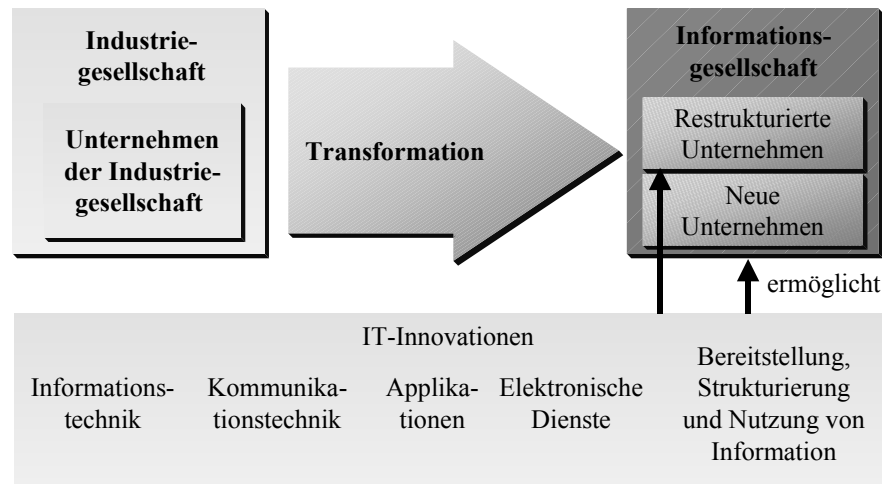 Industrie-
gesellschaft
Unternehmen
der Industrie-
gesellschaft
Transformation
Informations-
gesellschaft
Restrukturierte
Unternehmen
Neue
Unternehmen
ermöglicht
IT-Innovationen
Informations-
technik
Kommunika-
tionstechnik
Applika-
tionen
Elektronische
Dienste
Bereitstellung,
Strukturierung
und Nutzung von
Information